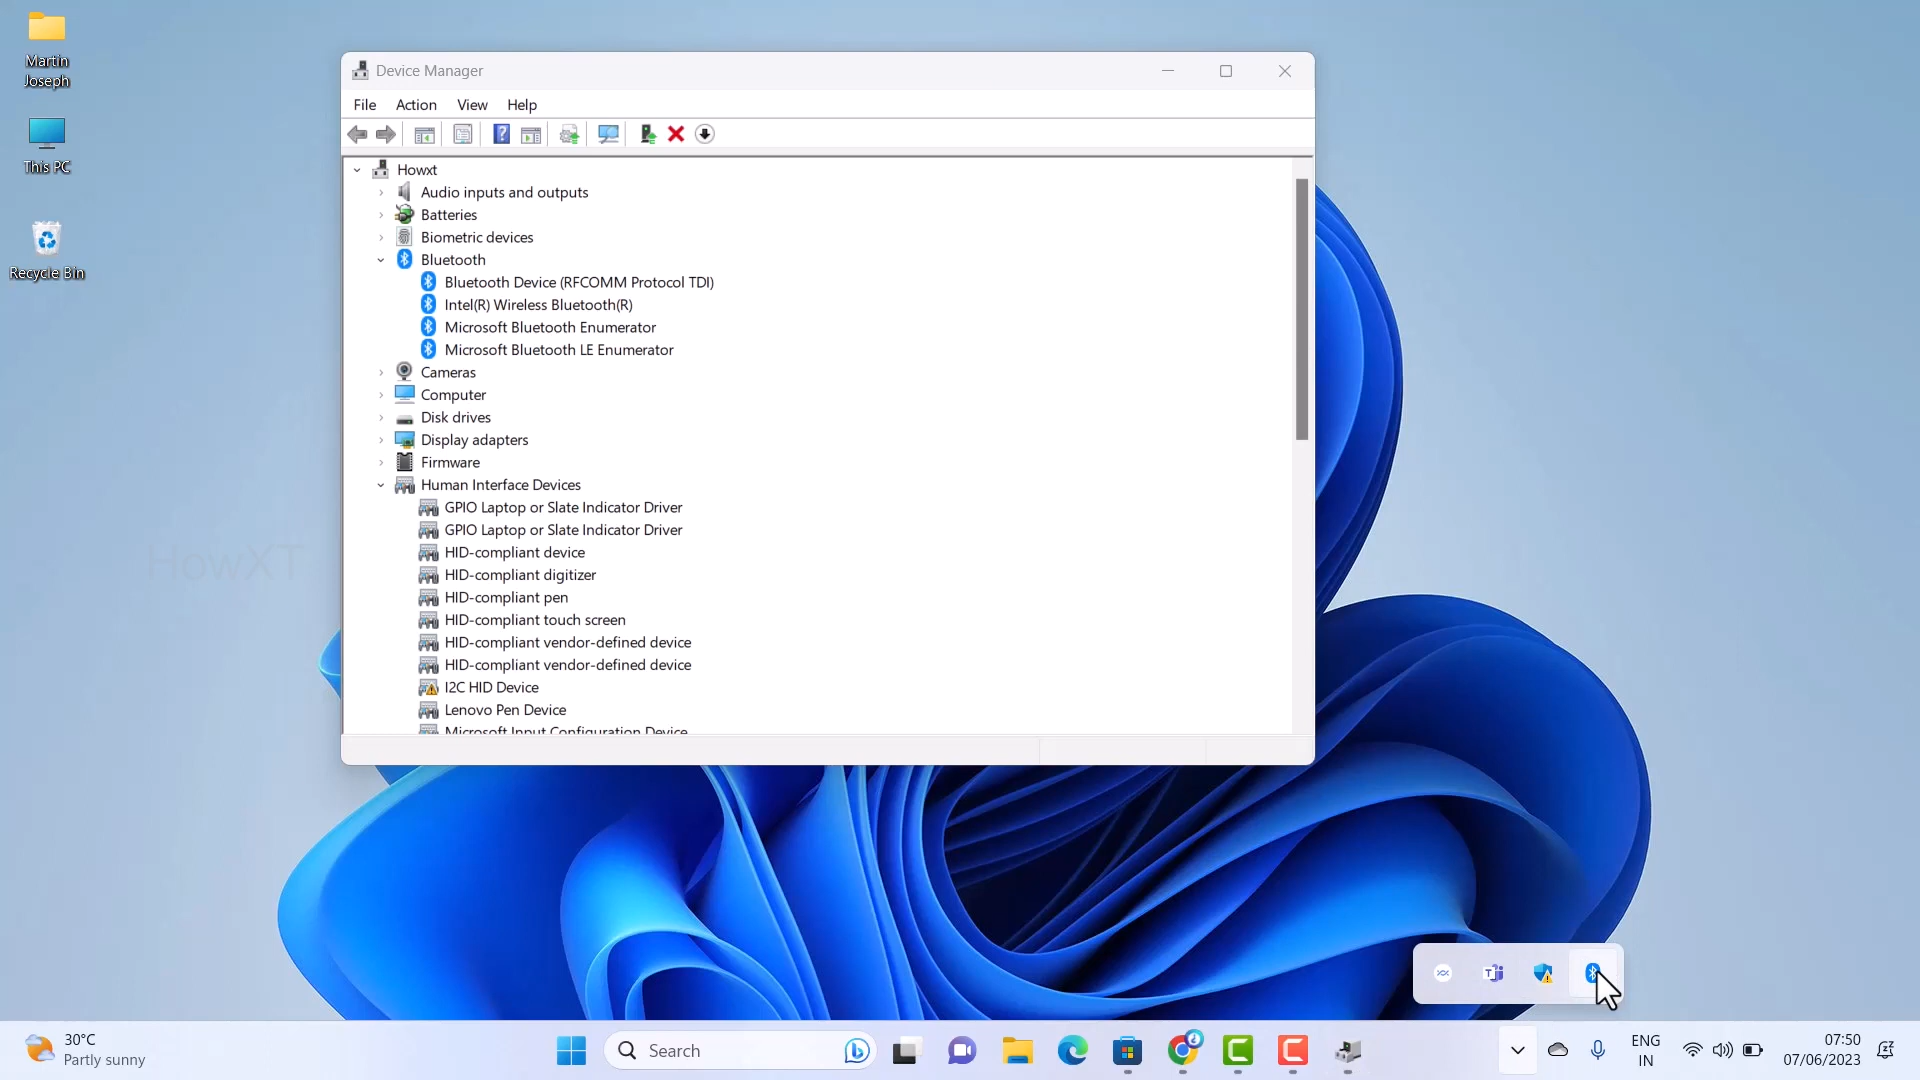 Martin
Joseph
This PC
Recycle Bin
Device Manager
File Action View Help
Howxt
Audio inputs and outputs
Batteries
Biometric devices
Bluetooth
Bluetooth Device (RFCOMM Protocol TDI)
Intel(R) Wireless Bluetooth(R)
Microsoft Bluetooth Enumerator
Microsoft Bluetooth LE Enumerator
Cameras
Computer
Disk drives
Display adapters
Firmware
Human Interface Devices
GPIO Laptop or Slate Indicator Driver
GPIO Laptop or Slate Indicator Driver
HID-compliant device
HID-compliant digitizer
HID-compliant pen
HID-compliant touch screen
HID-compliant vendor-defined device
HID-compliant vendor-defined device
I2C HID Device
Lenovo Pen Device
Microsoft Input Configuration Device
HowXT
30°C
Partly sunny
Search
ENG
IN
07:50
07/06/2023